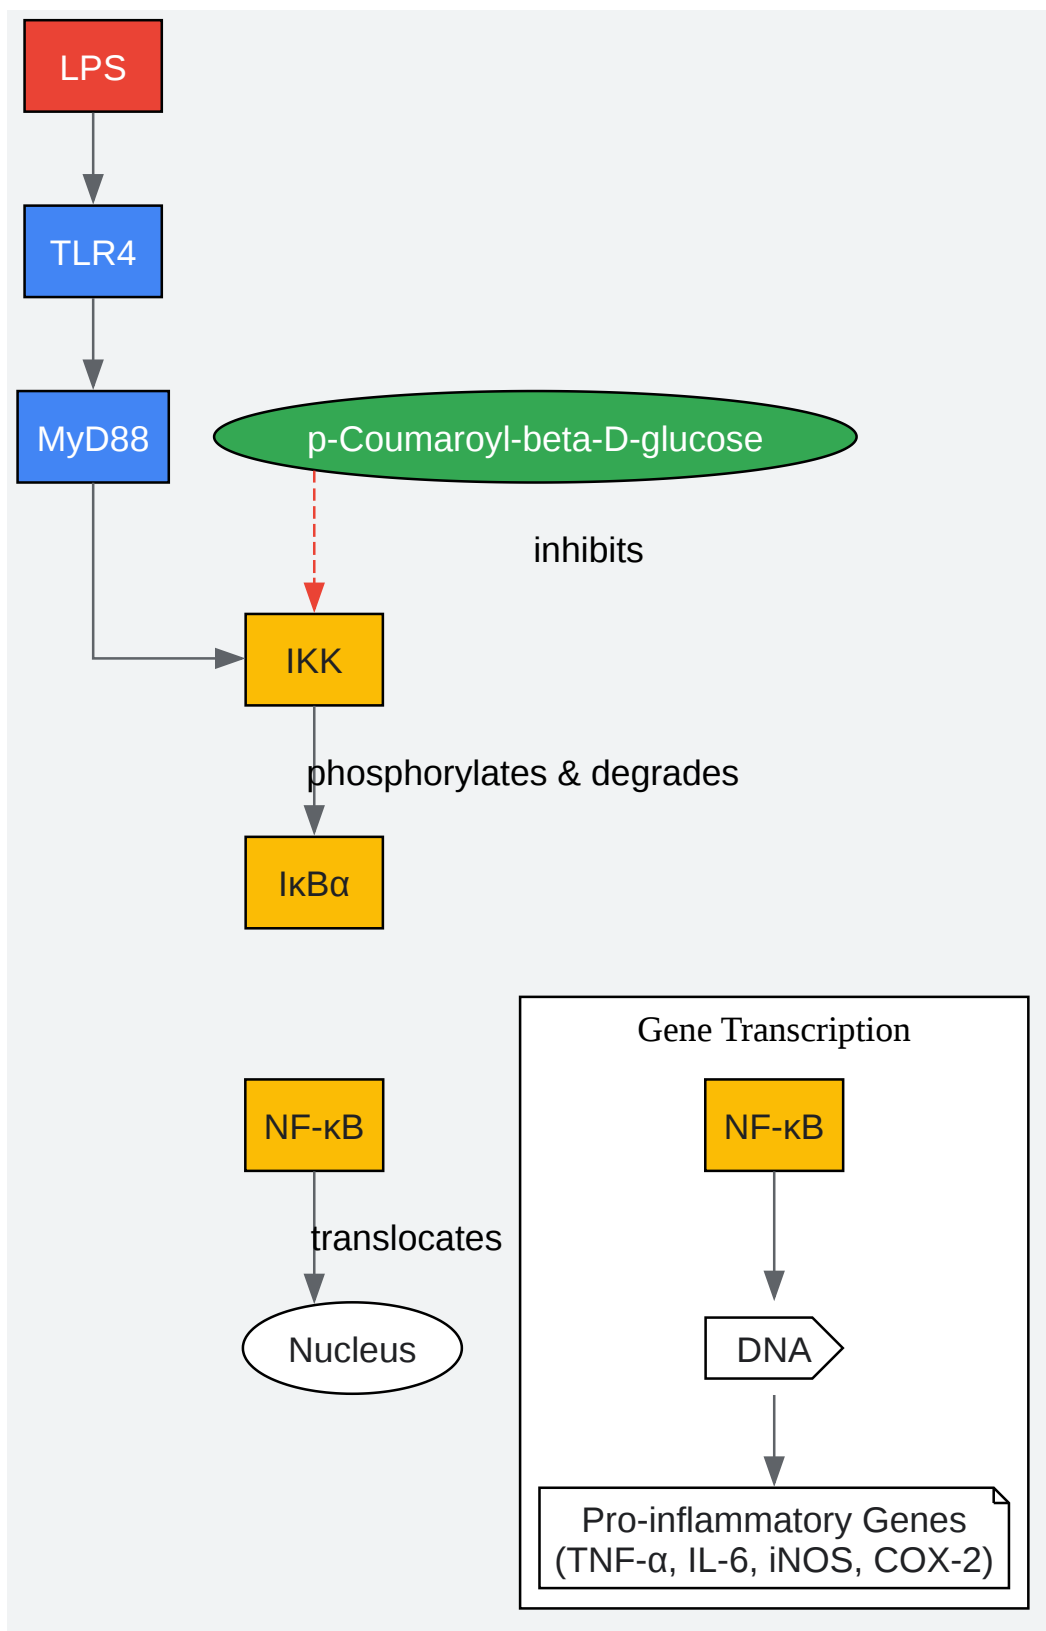 LPS
TLR4
MyD88
p-Coumaroyl-beta-D-glucose
inhibits
IKK
phosphorylates & degrades
IκBα
Gene Transcription
NF-κB
NF-κB
translocates
Nucleus
DNA
Pro-inflammatory Genes
(TNF-α, IL-6, iNOS, COX-2)